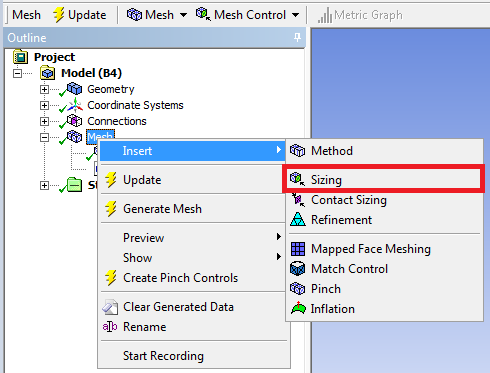 Mesh Update Mesh Mesh Control Metric Graph
Outline
Project
Model (B4)
Geometry
Coordinate Systems
Connections
Mesh
Insert
Update
Generate Mesh
Preview
Show
Create Pinch Controls
Clear Generated Data
Rename
Start Recording
Method
Sizing
Contact Sizing
Refinement
Mapped Face Meshing
Match Control
Pinch
Inflation